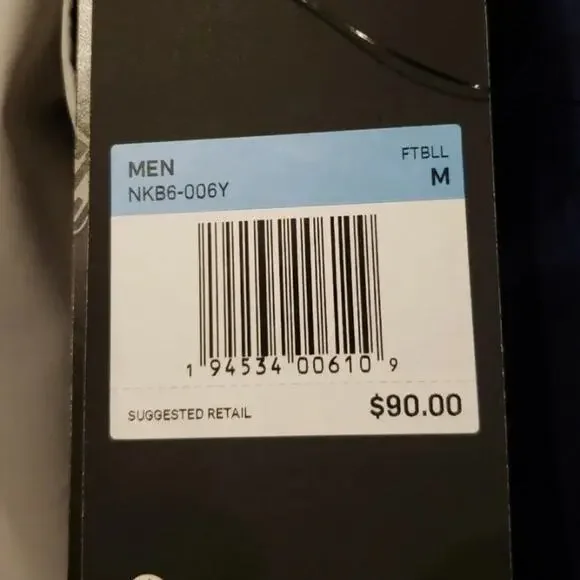 MEN
FTBLL
NKB6-006Y
M
1 94534 00610 9
SUGGESTED RETAIL
$90.00